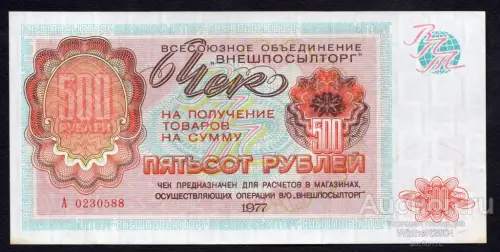 ВСЕСОЮЗНОЕ ОБЪЕДИНЕНИЕ
„ВНЕШПОСЫЛТОРГ"
Чек
500
РУБЛЕЙ
НА ПОЛУЧЕНИЕ
ТОВАРОВ
НА СУММУ
500
ПЯТЬСОТ РУБЛЕЙ
ЧЕК ПРЕДНАЗНАЧЕН ДЛЯ РАСЧЕТОВ В МАГАЗИНАХ,
ОСУЩЕСТВЛЯЮЩИХ ОПЕРАЦИИ В/О „ВНЕШПОСЫЛТОРГ"
А 0230588
1977
500